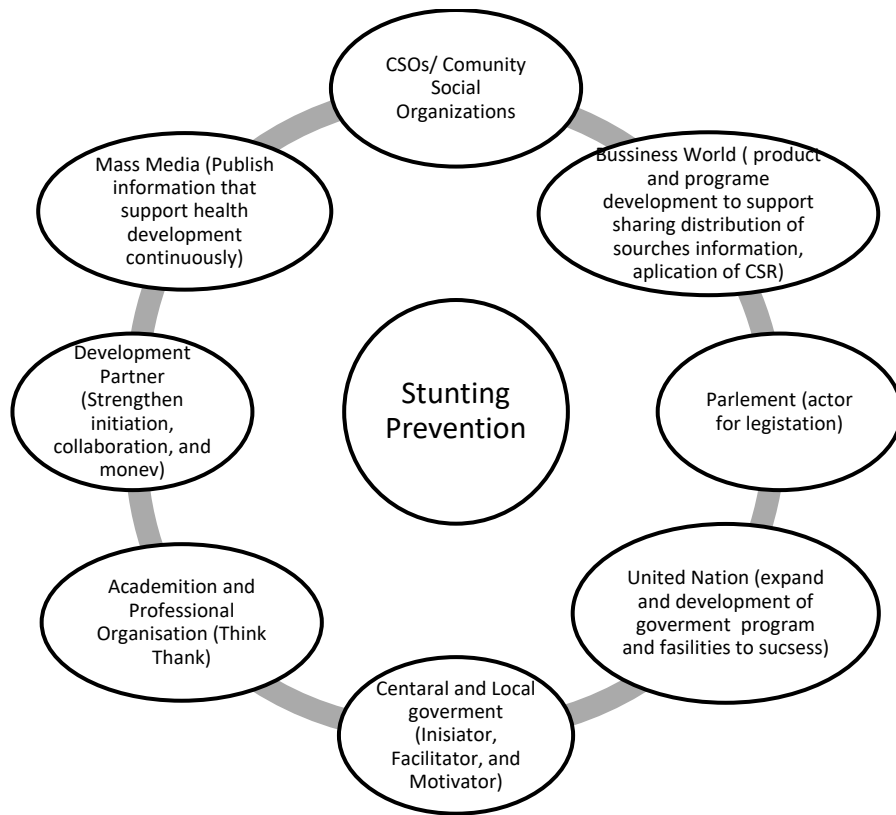 CSOs/ Comunity
Social
Organizations
Bussiness World ( product
and programe
development to support
sharing distribution of
sourches information,
aplication of CSR)
Parlement (actor
for legistation)
United Nation (expand
and development of
goverment program
and fasilities to sucsess)
Centaral and Local
goverment
(Inisiator,
Facilitator, and
Motivator)
Academition and
Professional
Organisation (Think
Thank)
Development
Partner
(Strengthen
initiation,
collaboration, and
monev)
Mass Media (Publish
information that
support health
development
continuously)
Stunting
Prevention